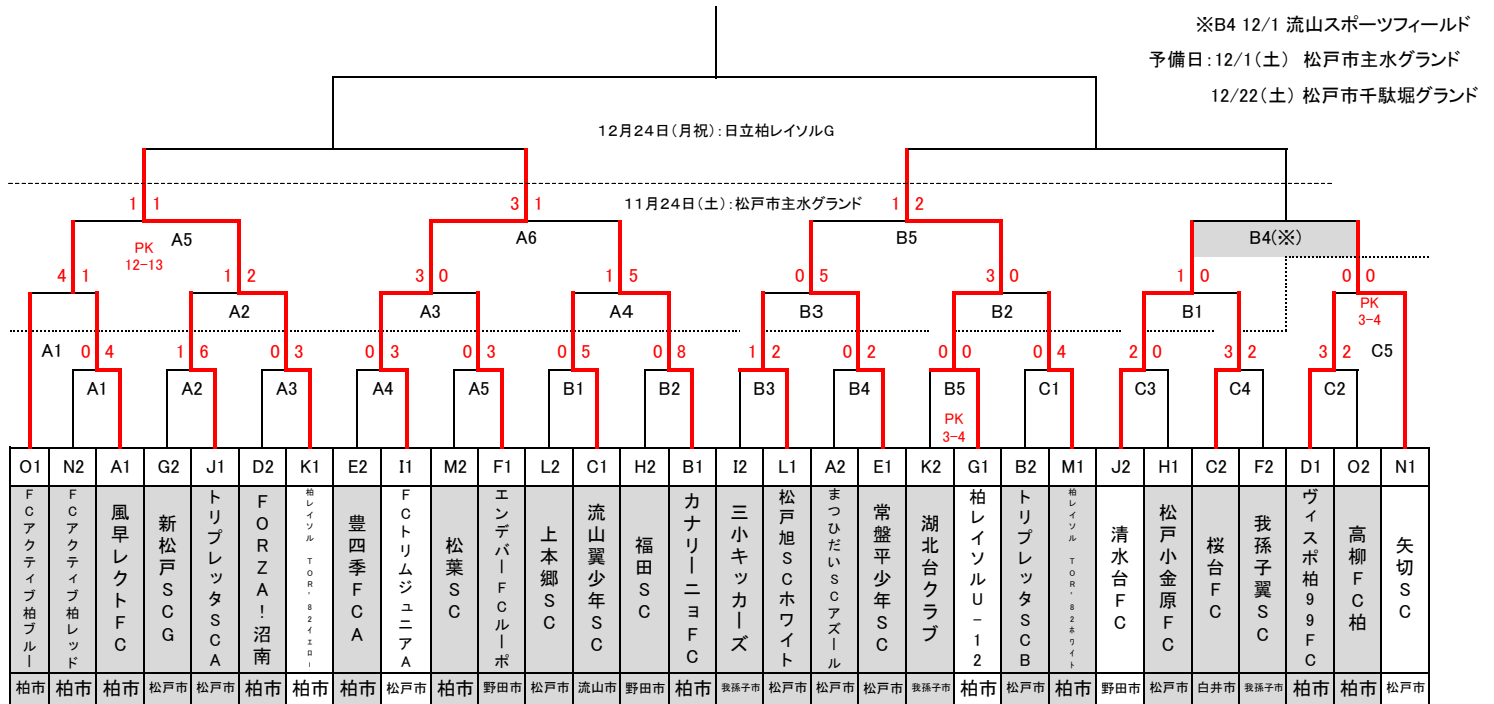 ※B4 12/1 流山スポーツフィールド
予備日：12/1(土) 松戸市主水グランド
12/22(土) 松戸市千駄堀グランド
12月24日(月祝)：日立柏レイソルG
11月24日(土)：松戸市主水グランド
1 1 3 1 1 2
A5 A6 B5 B4(※)
PK
12-13
4 1 1 2 3 0 1 5 0 5 3 0 1 0 0 0
A2 A3 A4 B3 B2 B1
PK
3-4
A1 0 4 1 6 0 3 0 3 0 3 0 5 0 8 1 2 0 2 0 0 0 4 2 0 3 2 3 2 C5
A1 A2 A3 A4 A5 B1 B2 B3 B4 B5 C1 C3 C4 C2
PK
3-4
O1 N2 A1 G2 J1 D2 K1 E2 I1 M2 F1 L2 C1 H2 B1 I2 L1 A2 E1 K2 G1 B2 M1 J2 H1 C2 F2 D1 O2 N1
FCアクティブ柏ブルー
FCアクティブ柏レッド
風早レクトFC
新松戸SCG
トリプレッタSCA
FORZA！沼南
柏レイソル TOR'82イエロー
豊四季FCA
FCトリムジュニアA
松葉SC
エンデバーFCルーポ
上本郷SC
流山翼少年SC
福田SC
カナリーニョFC
三小キッカーズ
松戸旭SCホワイト
まつひだいSCアズール
常盤平少年SC
湖北台クラブ
柏レイソルU-12
トリプレッタSCB
柏レイソル TOR'82ホワイト
清水台FC
松戸小金原FC
桜台FC
我孫子翼SC
ヴィスポ柏99FC
高柳FC柏
矢切SC
柏市 柏市 柏市 松戸市 松戸市 柏市 柏市 柏市 松戸市 柏市 野田市 松戸市 流山市 野田市 柏市 我孫子市 松戸市 松戸市 松戸市 我孫子市 柏市 松戸市 柏市 野田市 松戸市 白井市 我孫子市 柏市 柏市 松戸市